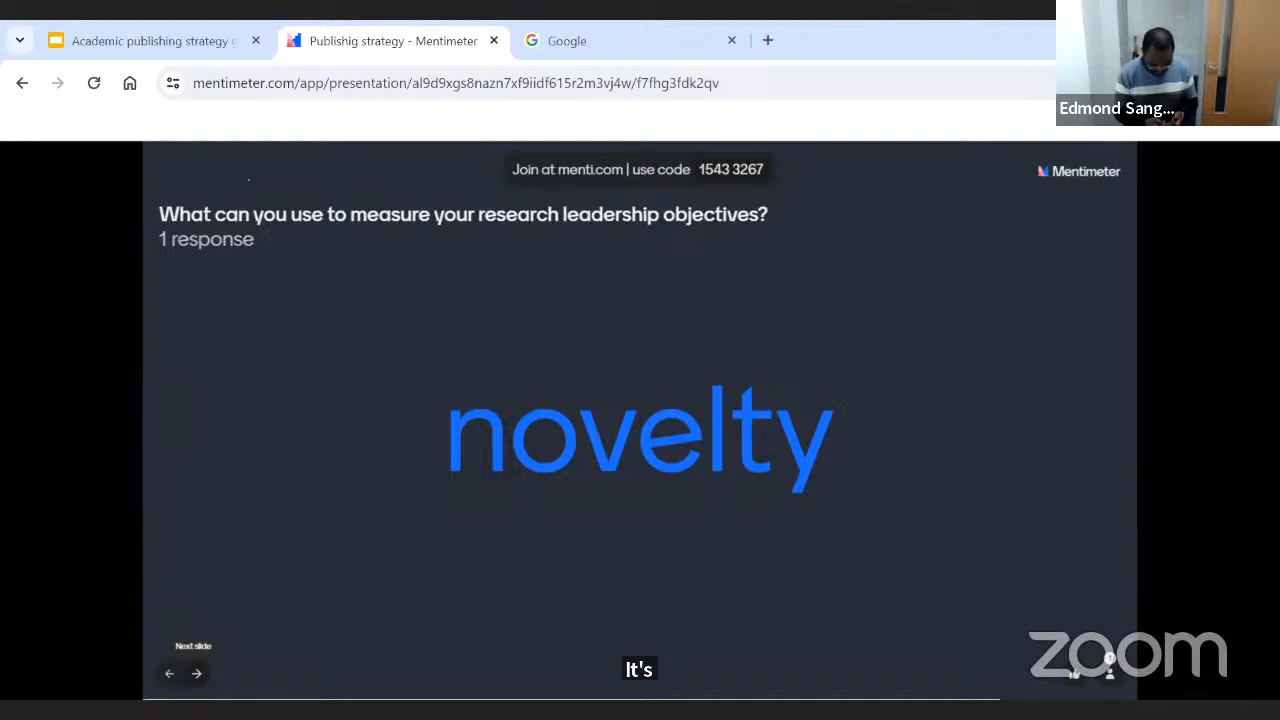 Academic publishing strategy
Publishig strategy - Mentimeter
Google
mentimeter.com/app/presentation/al9d9xgs8nazn7xf9iidf615r2m3vj4w/f7fhg3fdk2qv
Edmond Sang...
Join at menti.com | use code 1543 3267
Mentimeter
What can you use to measure your research leadership objectives?
1 response
novelty
Next slide
It's
zoom
1